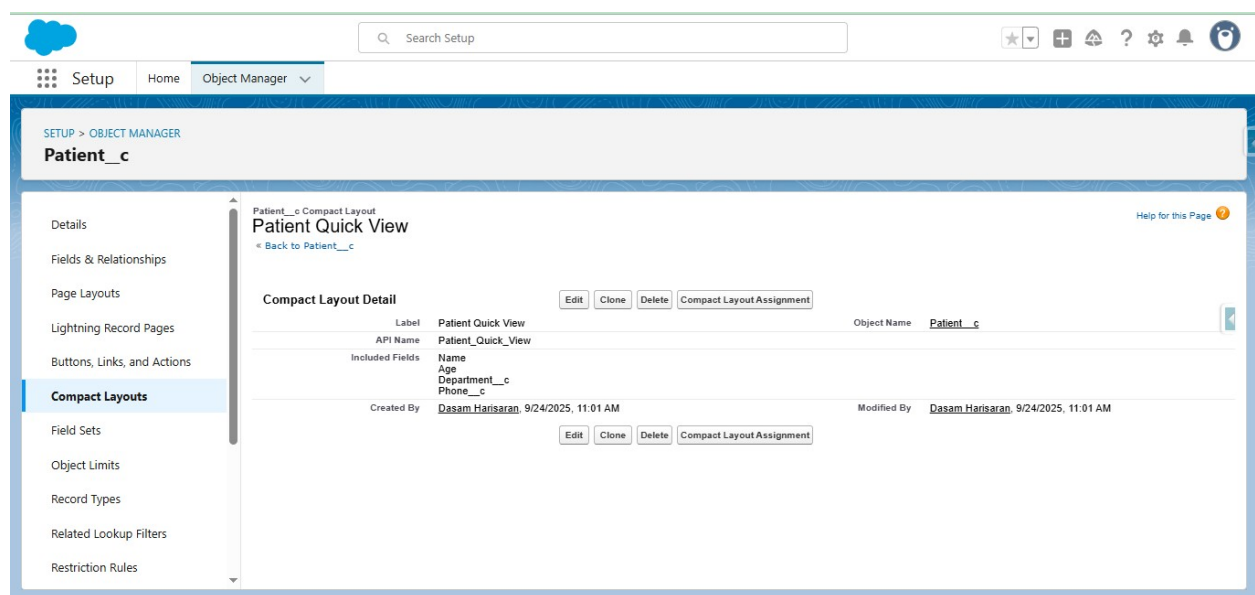 Search Setup
Setup Home Object Manager
SETUP > OBJECT MANAGER
Patient__c
Details
Fields & Relationships
Page Layouts
Lightning Record Pages
Buttons, Links, and Actions
Compact Layouts
Field Sets
Object Limits
Record Types
Related Lookup Filters
Restriction Rules
Patient__c Compact Layout
Patient Quick View
« Back to Patient__c
Help for this Page ?
Compact Layout Detail Edit Clone Delete Compact Layout Assignment
Label Patient Quick View Object Name Patient__c
API Name Patient_Quick_View
Included Fields Name
Age
Department__c
Phone__c
Created By Dasam Harisaran, 9/24/2025, 11:01 AM Modified By Dasam Harisaran, 9/24/2025, 11:01 AM
Edit Clone Delete Compact Layout Assignment